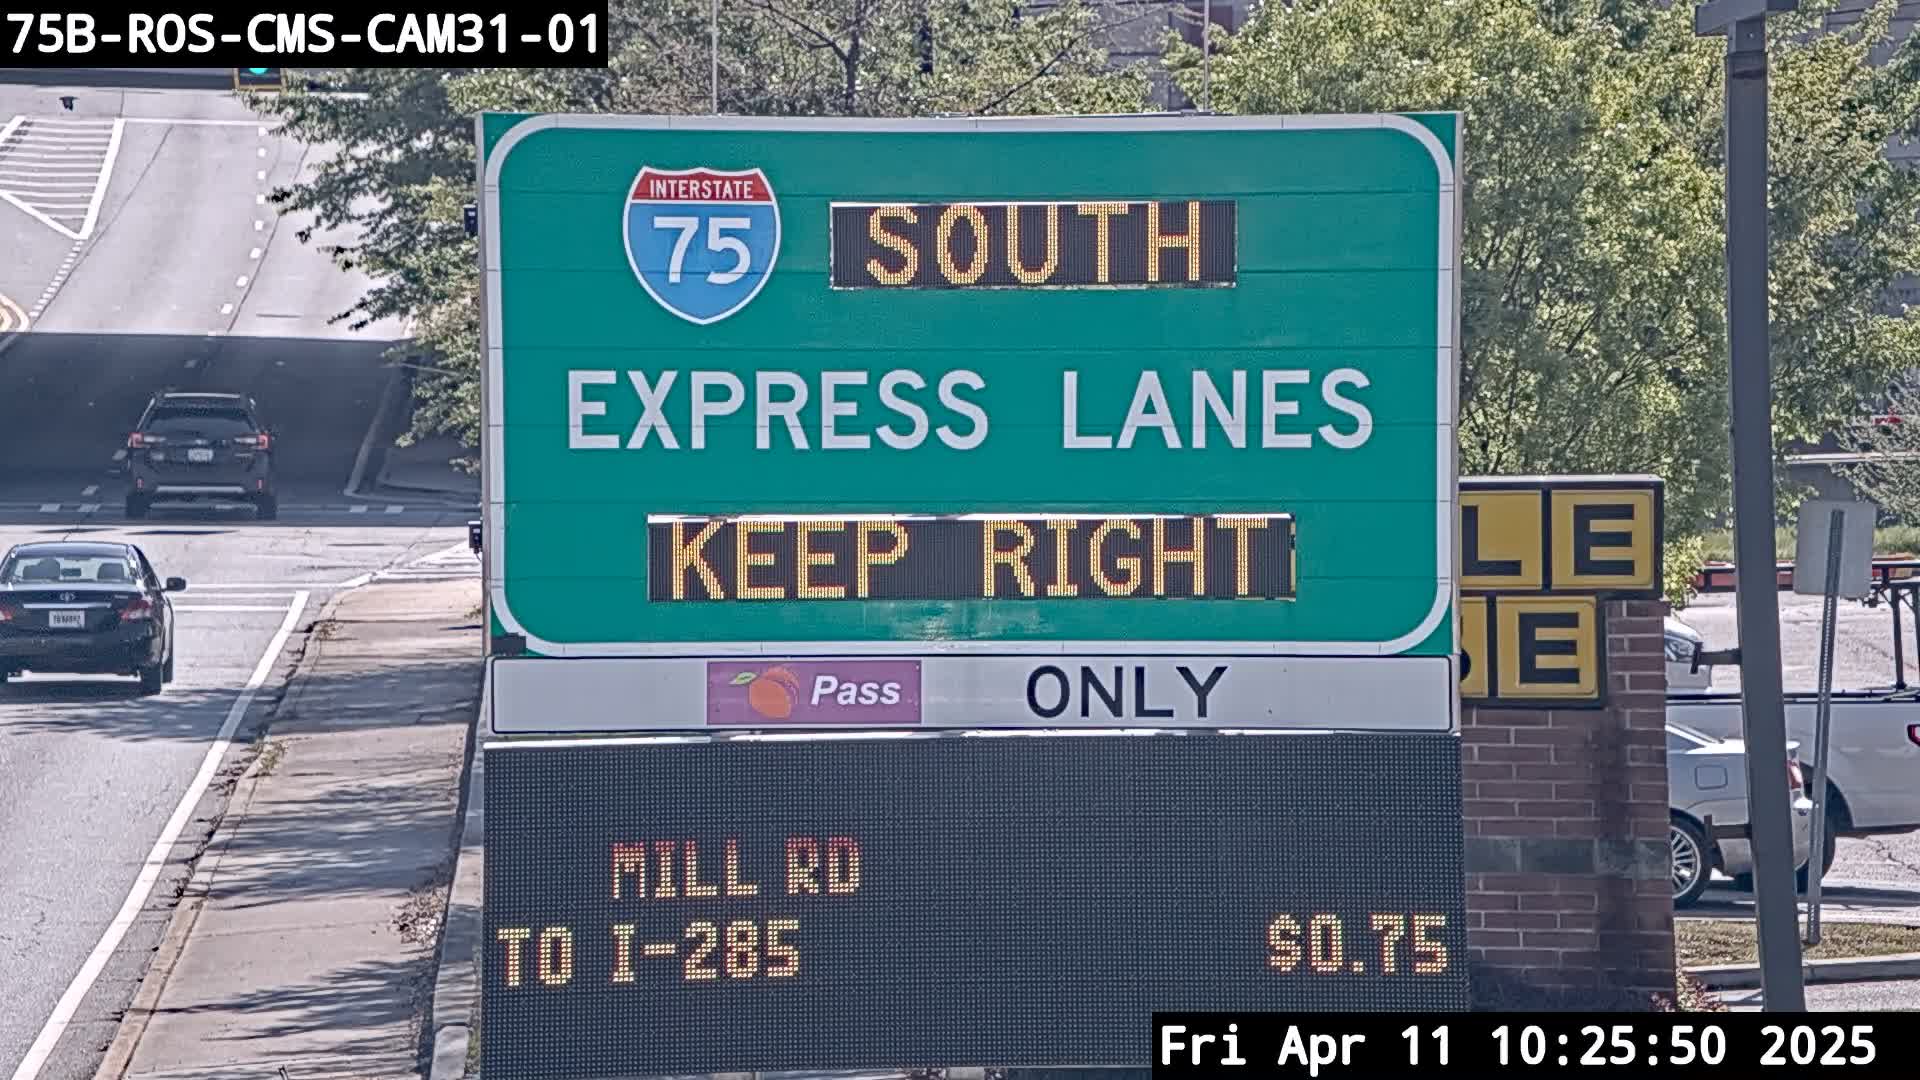 75B-ROS-CMS-CAM31-01
INTERSTATE
75
SOUTH
EXPRESS LANES
KEEP RIGHT
Pass ONLY
MILL RD
TO I-285 $0.75
LE
E
Fri Apr 11 10:25:50 2025